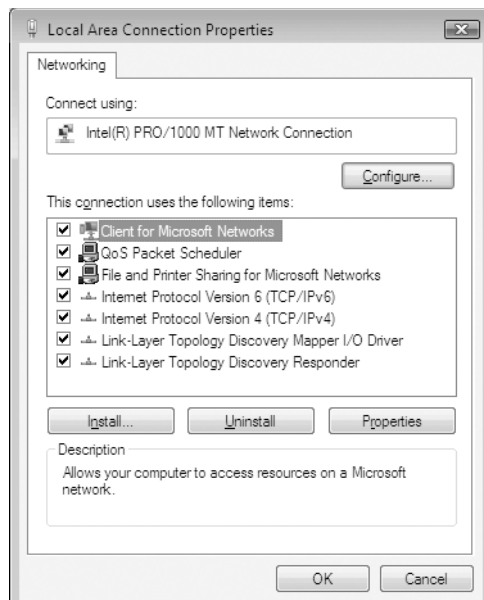 Local Area Connection Properties
Networking
Connect using:
Intel(R) PRO/1000 MT Network Connection
Configure...
This connection uses the following items:
Client for Microsoft Networks
QoS Packet Scheduler
File and Printer Sharing for Microsoft Networks
Internet Protocol Version 6 (TCP/IPv6)
Internet Protocol Version 4 (TCP/IPv4)
Link-Layer Topology Discovery Mapper I/O Driver
Link-Layer Topology Discovery Responder
Install...
Uninstall
Properties
Description
Allows your computer to access resources on a Microsoft
network.
OK
Cancel